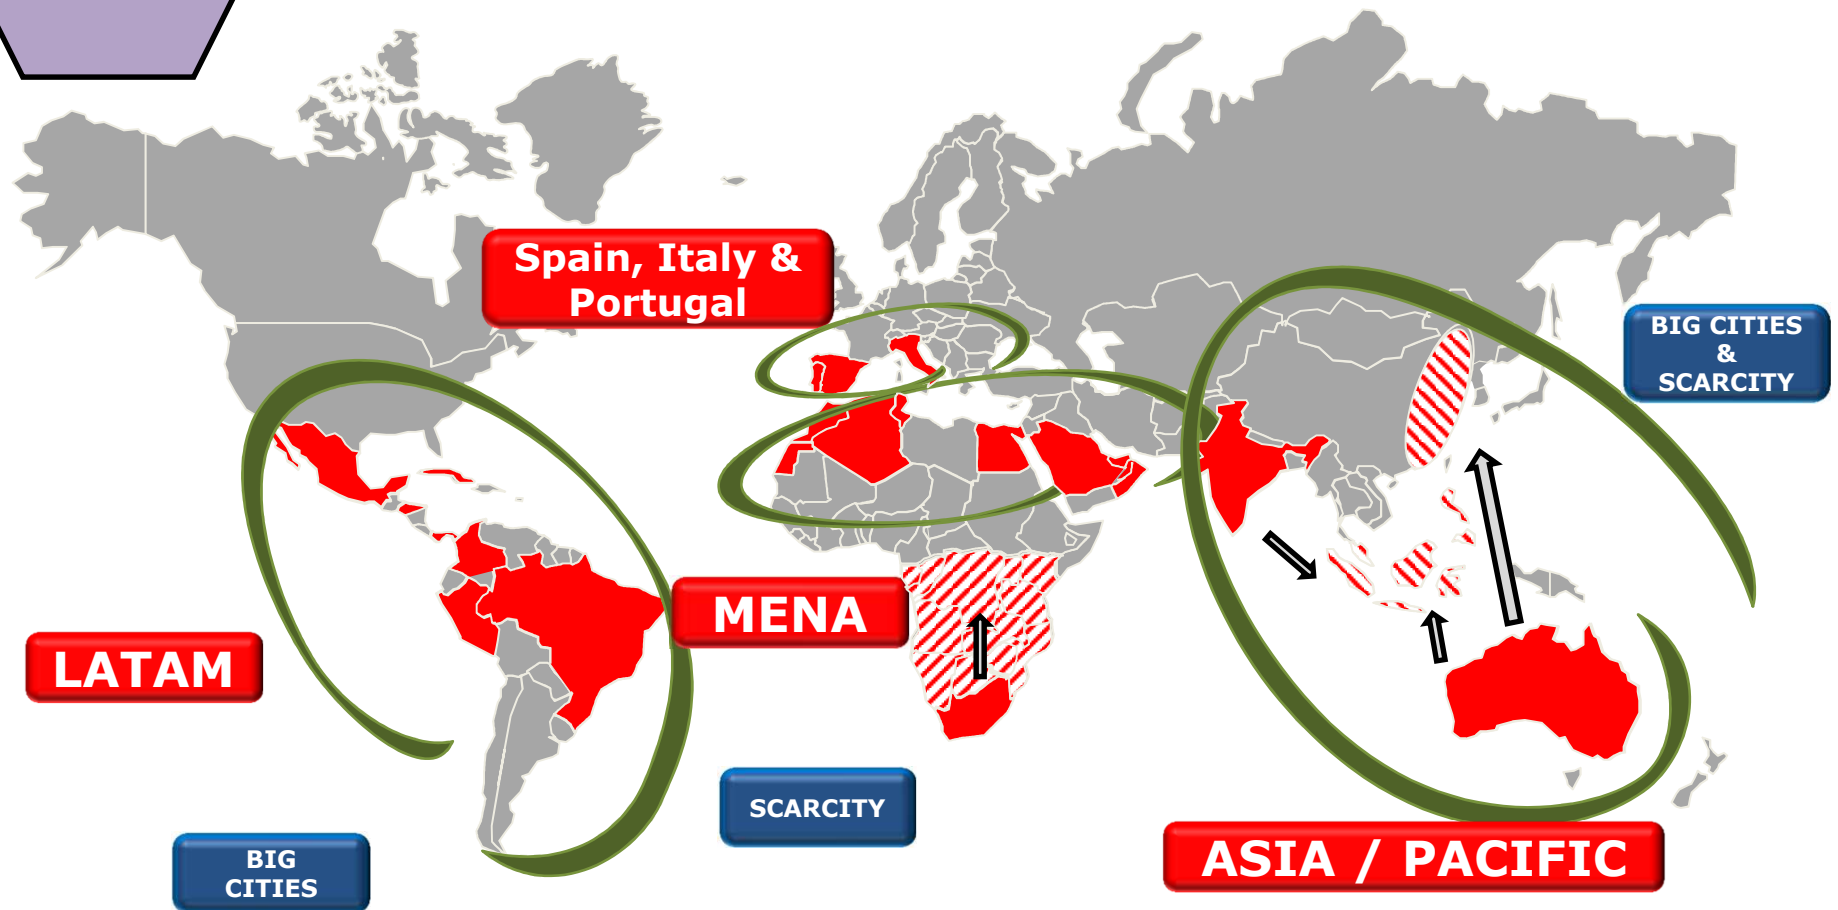 Spain, Italy &
Portugal
BIG CITIES
&
SCARCITY
MENA
LATAM
SCARCITY
BIG
CITIES
ASIA / PACIFIC